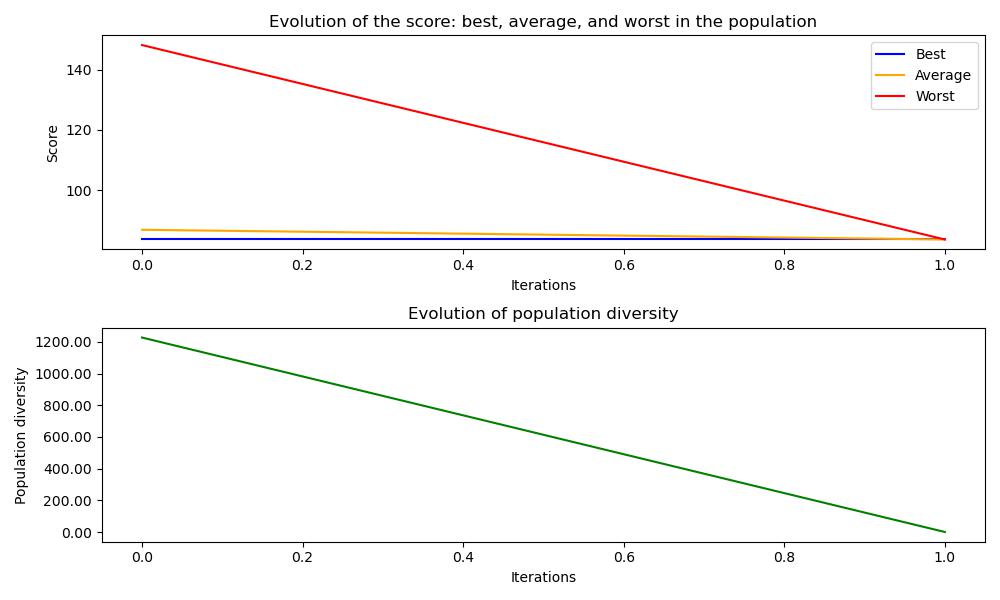 Evolution of the score: best, average, and worst in the population
Score
140
120
100
Best
Average
Worst
0.0 0.2 0.4 0.6 0.8 1.0
Iterations
Evolution of population diversity
Population diversity
1200.00
1000.00
800.00
600.00
400.00
200.00
0.00
0.0 0.2 0.4 0.6 0.8 1.0
Iterations